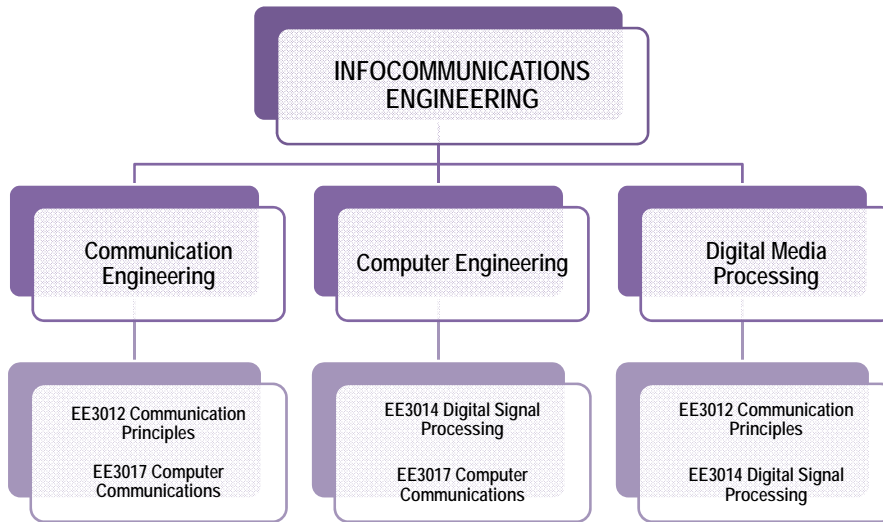 INFOCOMMUNICATIONS
ENGINEERING
Communication
Engineering
Computer Engineering
Digital Media
Processing
EE3012 Communication
Principles
EE3017 Computer
Communications
EE3014 Digital Signal
Processing
EE3017 Computer
Communications
EE3012 Communication
Principles
EE3014 Digital Signal
Processing